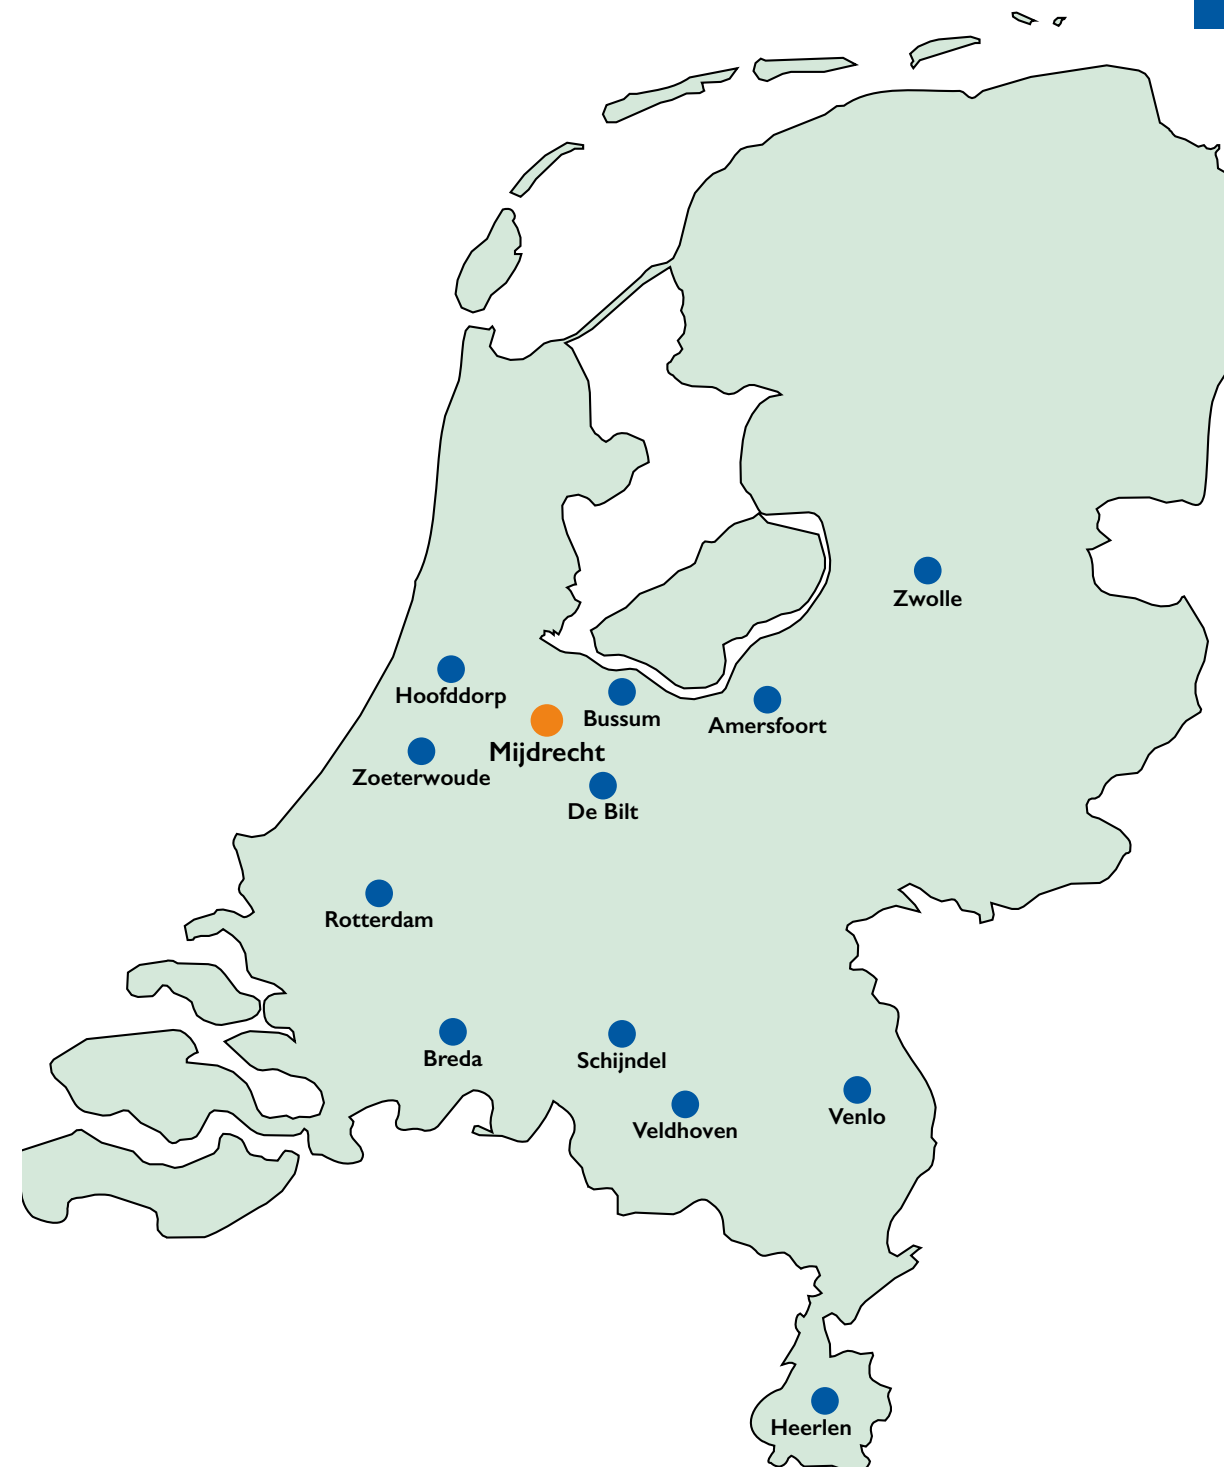 Zwolle
Hoofddorp
Bussum
Amersfoort
Mijdrecht
Zoeterwoude
De Bilt
Rotterdam
Breda
Schijndel
Venlo
Veldhoven
Heerlen